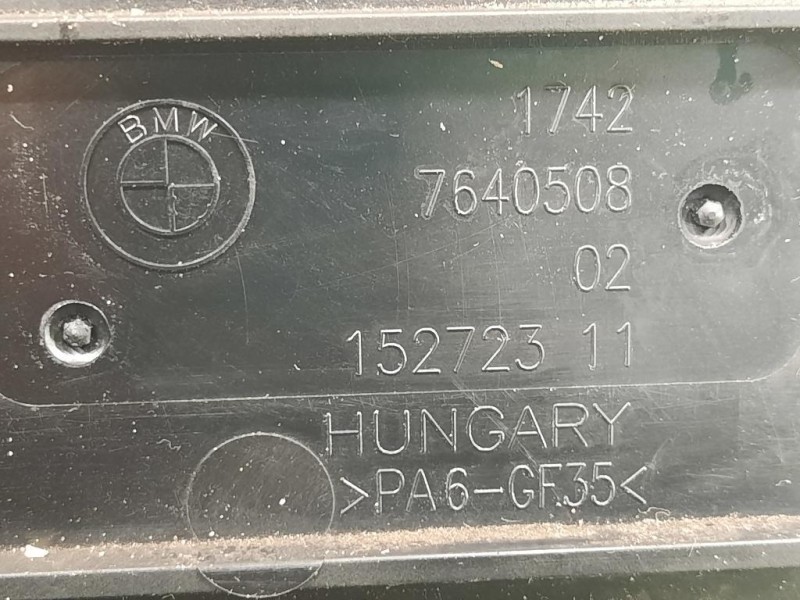 BMW
1742
7640508
02
152723 11
HUNGARY
>PA6-GF35<